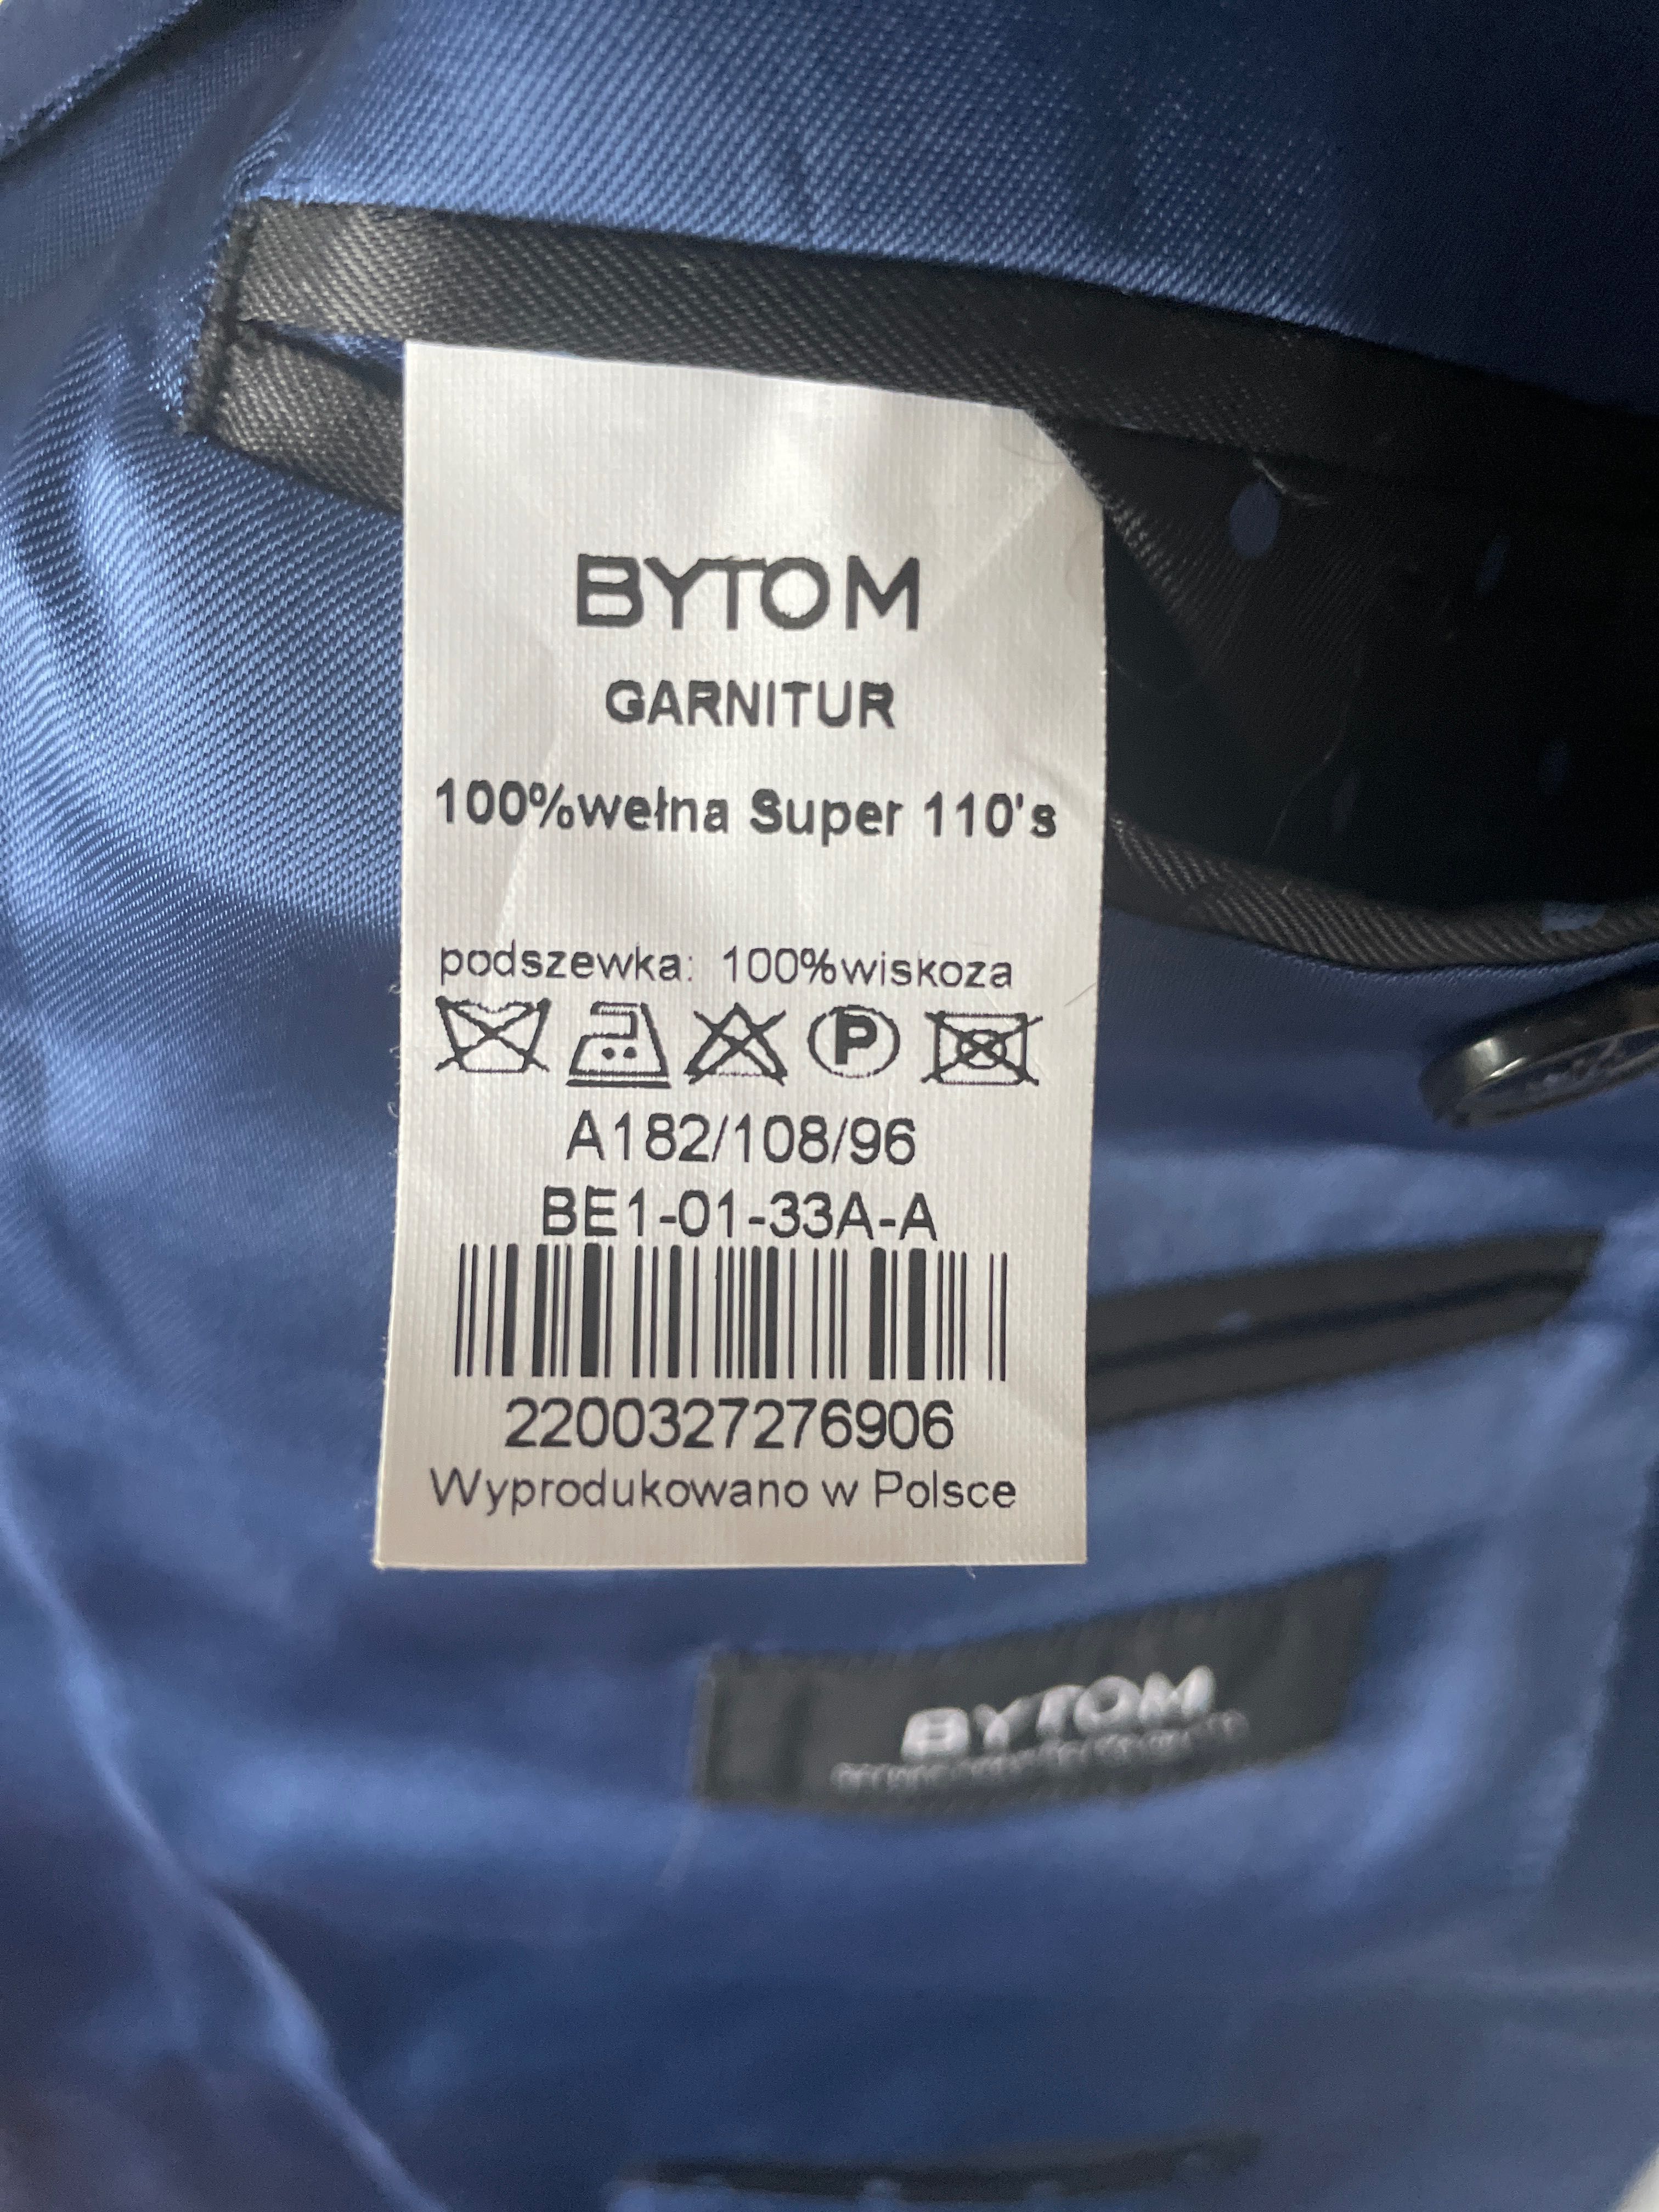 BYTOM
GARNITUR
100%wełna Super 110's
podszewka: 100%wiskoza
P
A182/108/96
BE1-01-33A-A
2200327276906
Wyprodukowano w Polsce
BYTOM